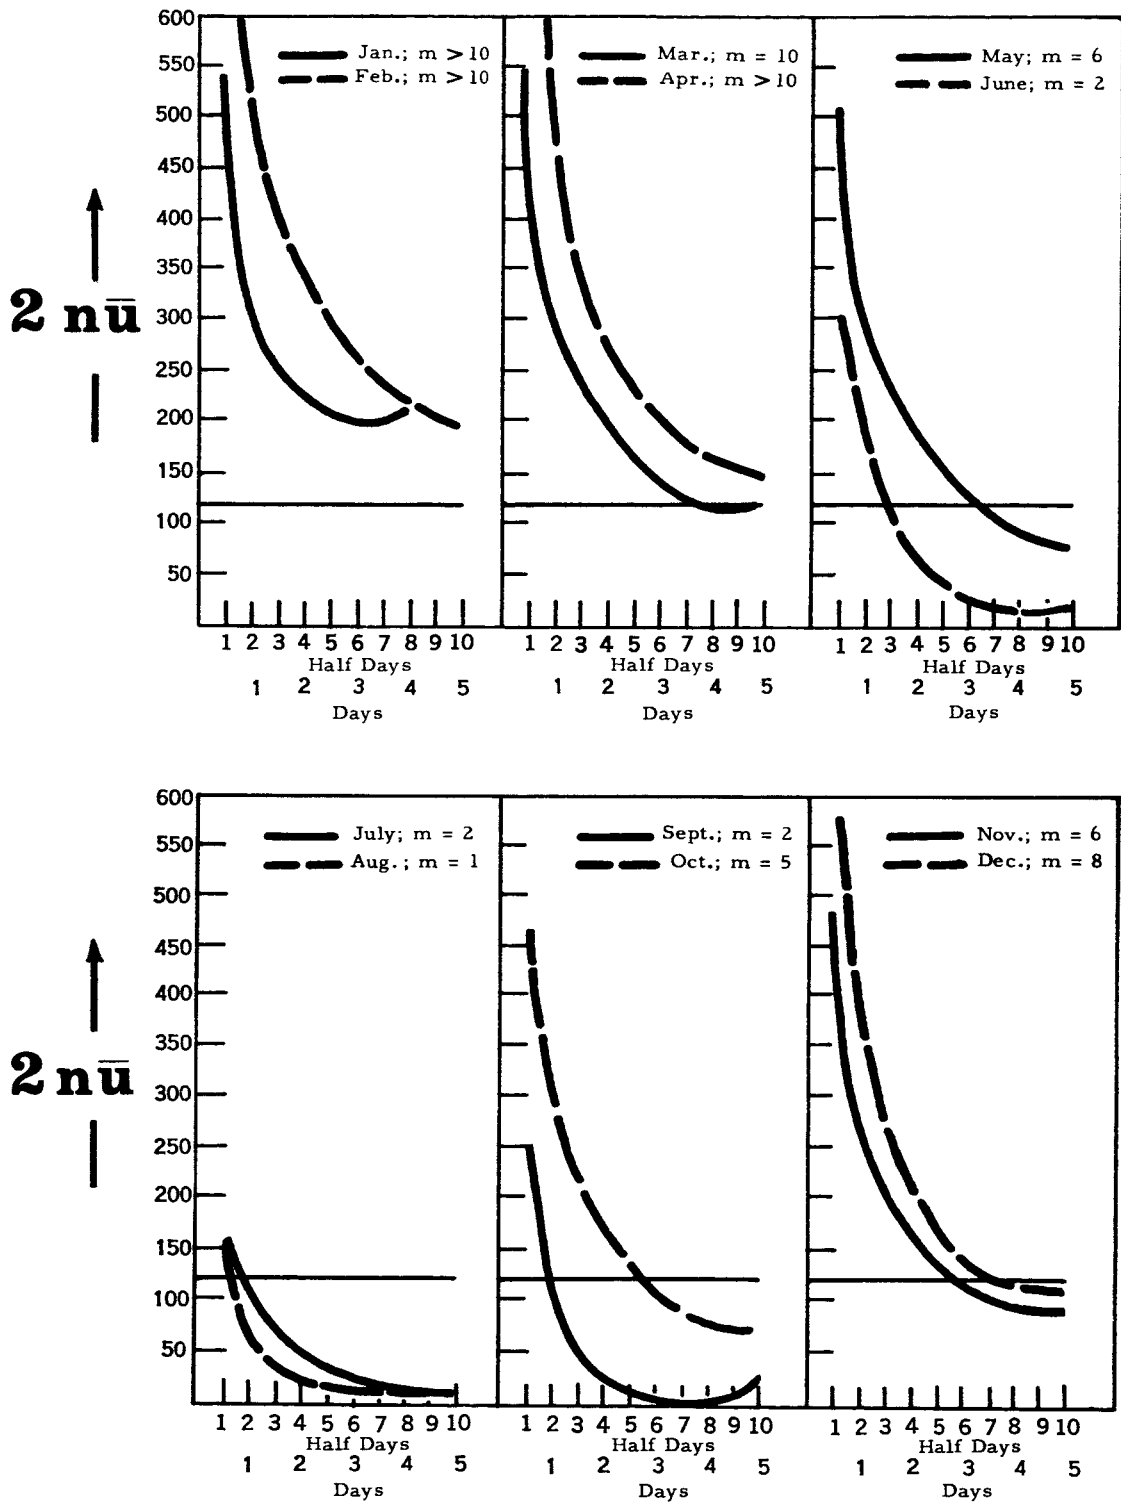 600
550
500
450
400
350
300
250
200
150
100
50
2 nū
Jan.; m > 10
Feb.; m > 10
1 2 3 4 5 6 7 8 9 10
Half Days
1 2 3 4 5
Days
Mar.; m = 10
Apr.; m > 10
1 2 3 4 5 6 7 8 9 10
Half Days
1 2 3 4 5
Days
May; m = 6
June; m = 2
1 2 3 4 5 6 7 8 9 10
Half Days
1 2 3 4 5
Days
600
550
500
450
400
350
300
250
200
150
100
50
2 nū
July; m = 2
Aug. ; m = 1
1 2 3 4 5 6 7 8 9 10
Half Days
1 2 3 4 5
Days
Sept.; m = 2
Oct.; m = 5
1 2 3 4 5 6 7 8 9 10
Half Days
1 2 3 4 5
Days
Nov.; m = 6
Dec.; m = 8
1 2 3 4 5 6 7 8 9 10
Half Days
1 2 3 4 5
Days